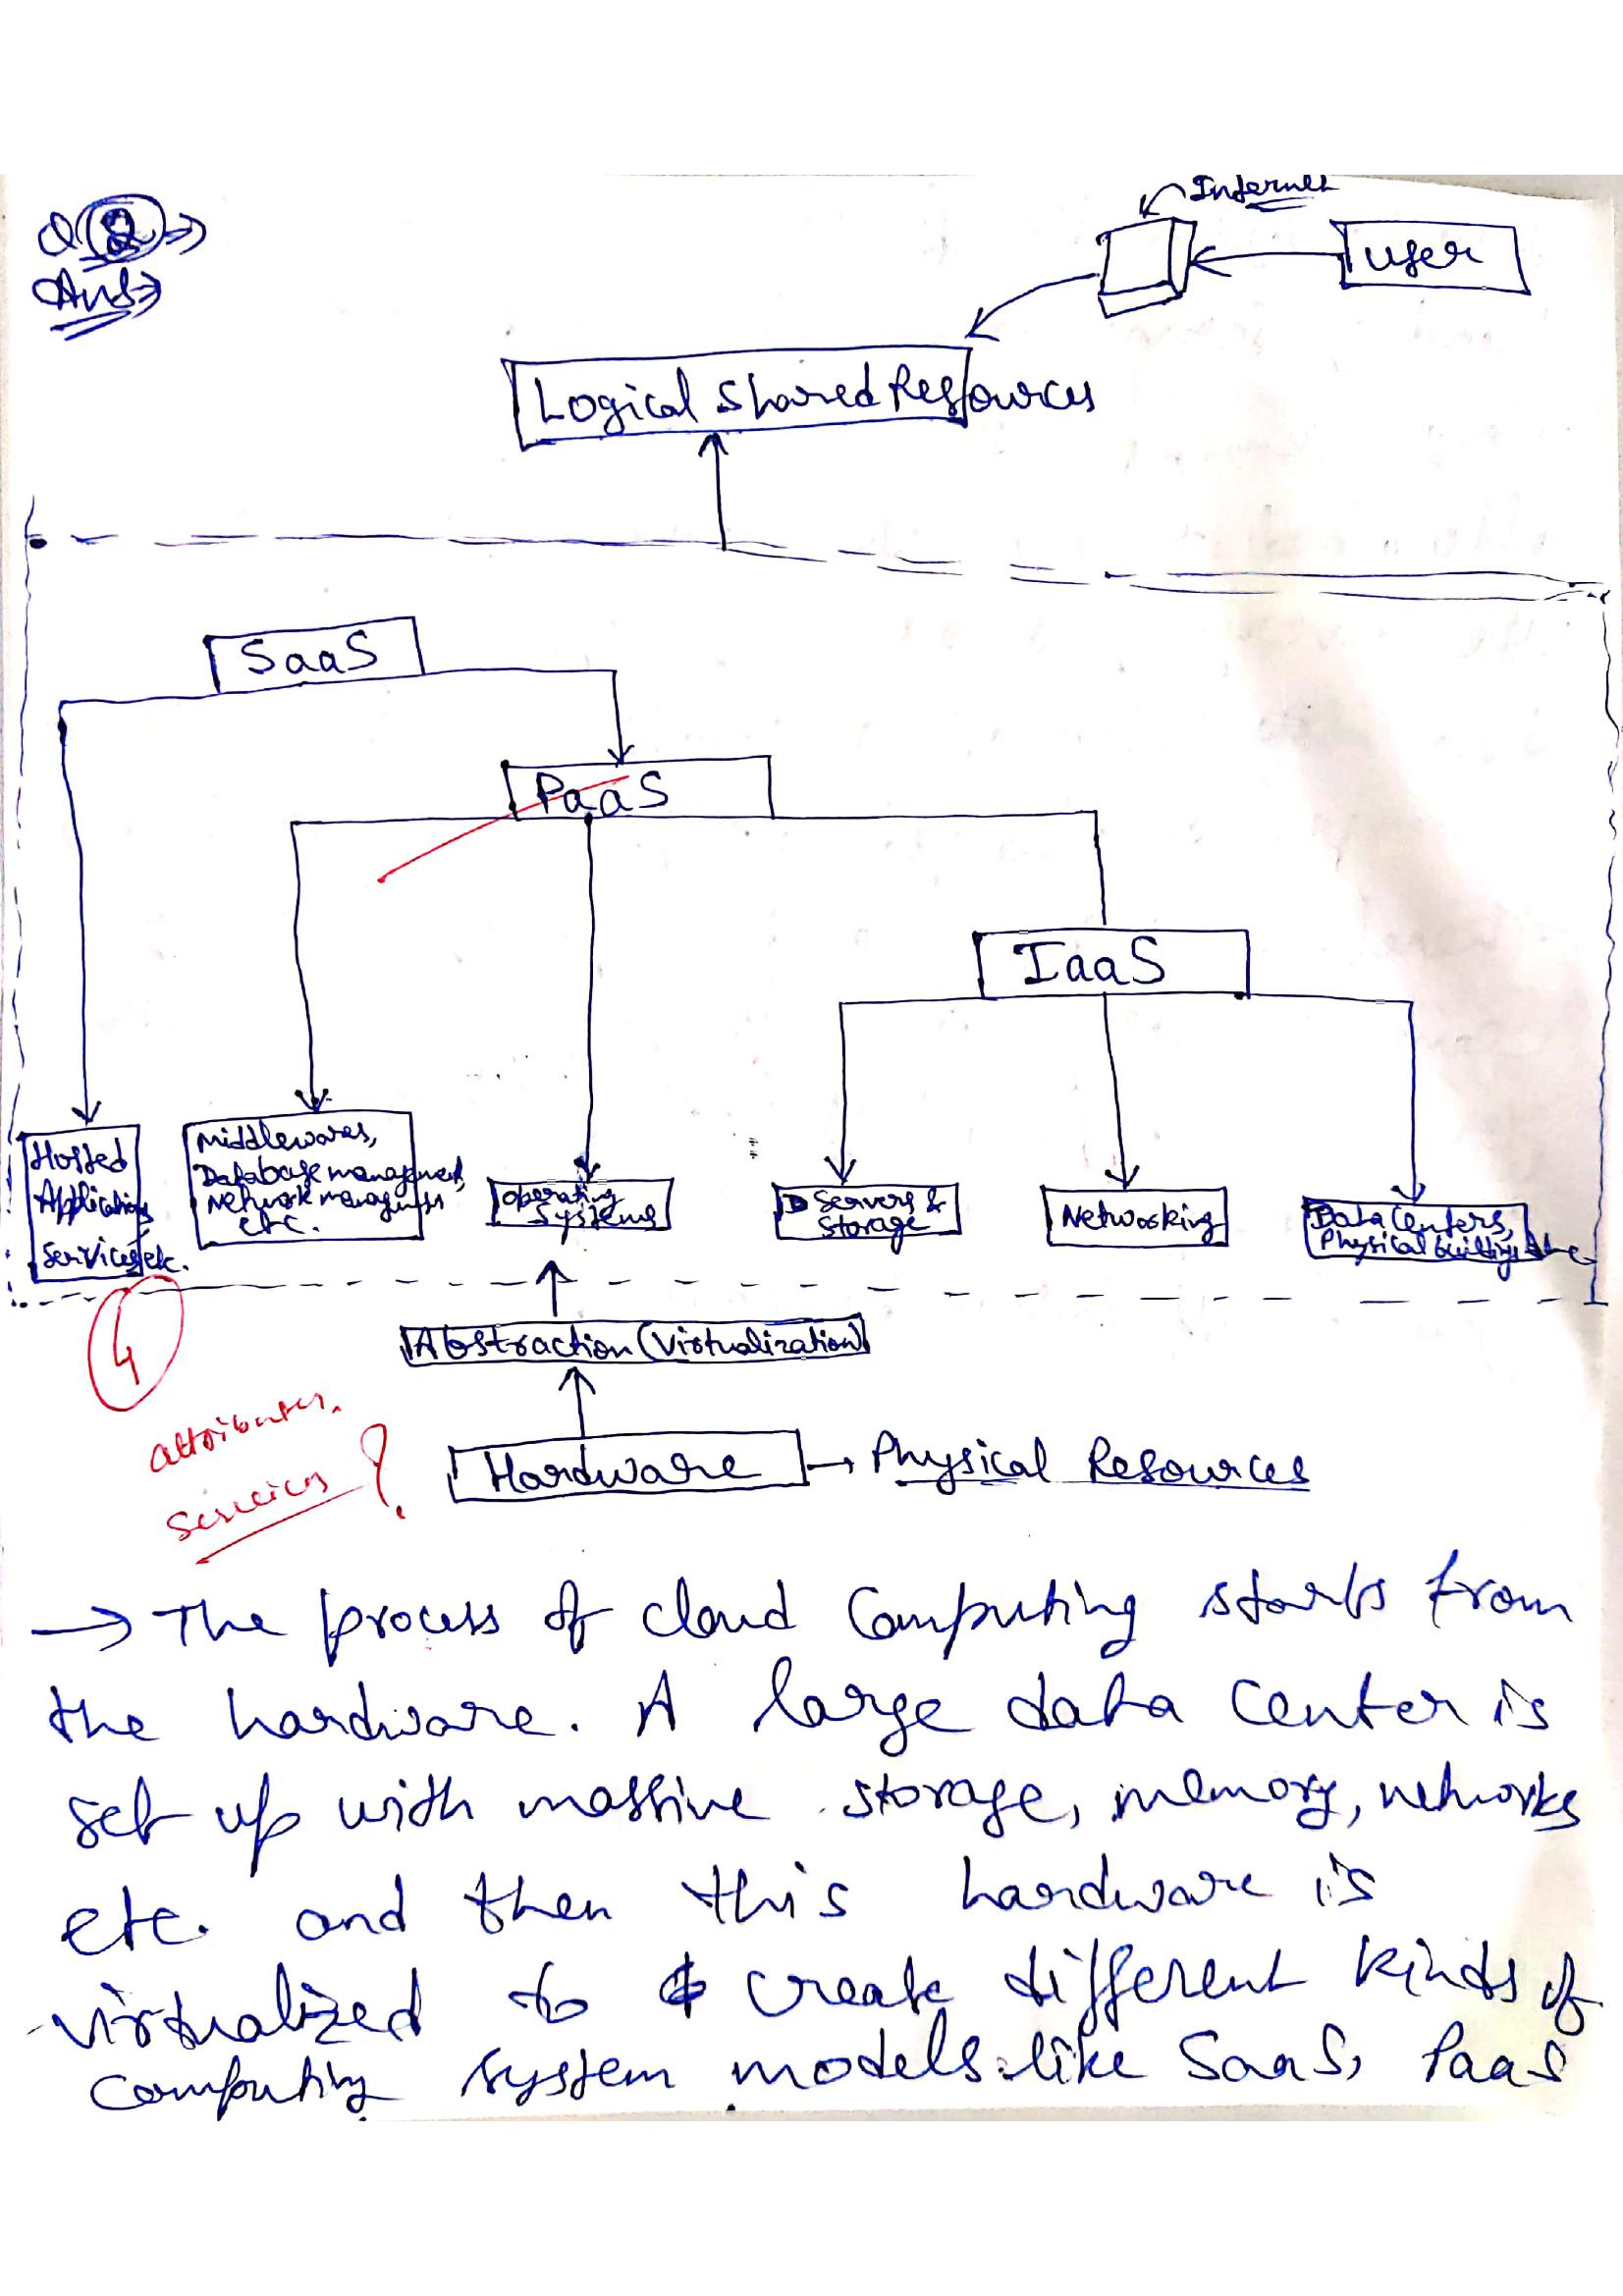 Internet
Q 2 →
User
Ans →
Logical Shared Resources
SaaS
PaaS
IaaS
Hosted
Applications
Services etc.
Middlewares,
Database management,
Network management
etc.
Operating
Systems
Servers &
Storage
Networking
Data Centers,
Physical building etc.
Abstraction (Virtualization)
4
attributes.
Services ?
Hardware → Physical Resources
→ The process of cloud Computing starts from
the hardware. A large data center is
set up with massive storage, memory, networks
etc. and then this hardware is
virtualized to create different kinds of
computing system models like SaaS, PaaS